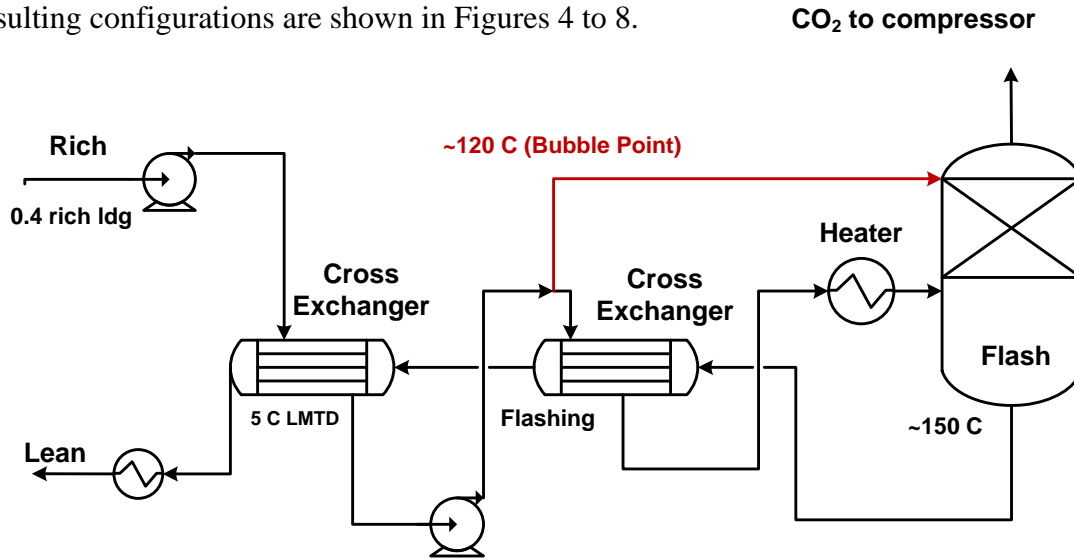 sulting configurations are shown in Figures 4 to 8.
CO₂ to compressor
~120 C (Bubble Point)
Rich
0.4 rich ldg
Heater
Cross
Exchanger
Cross
Exchanger
Flash
5 C LMTD
Flashing
~150 C
Lean